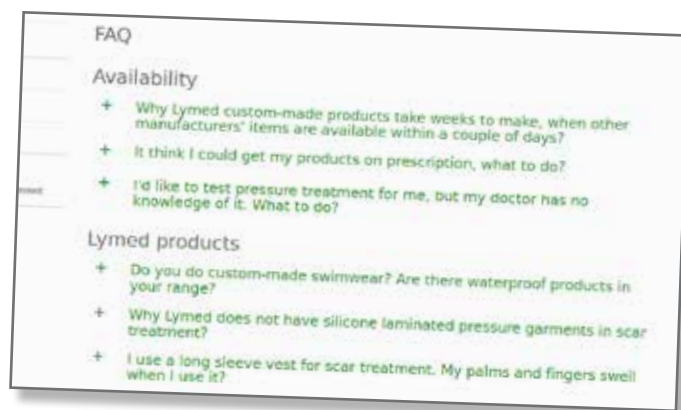 FAQ
Availability
+ Why Lymed custom-made products take weeks to make, when other
manufacturers' items are available within a couple of days?
+ It think I could get my products on prescription, what to do?
+ I'd like to test pressure treatment for me, but my doctor has no
knowledge of it. What to do?
Lymed products
+ Do you do custom-made swimwear? Are there waterproof products in
your range?
+ Why Lymed does not have silicone laminated pressure garments in scar
treatment?
+ I use a long sleeve vest for scar treatment. My palms and fingers swell
when I use it?